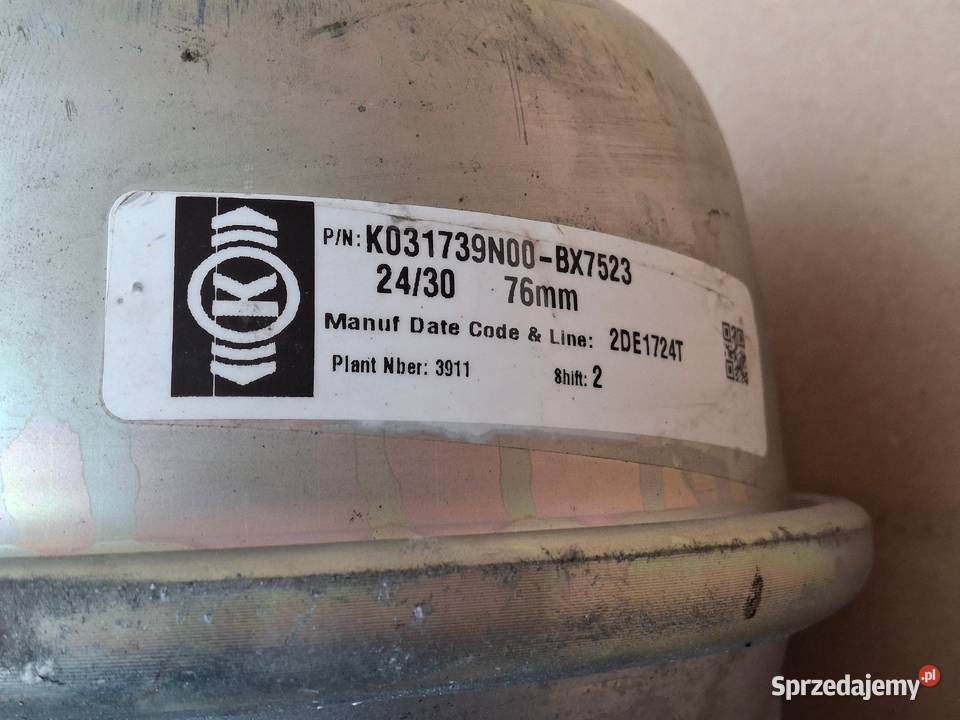 K
P/N: K031739N00-BX7523
24/30 76mm
Manuf Date Code & Line: 2DE1724T
Plant Nber: 3911 Shift: 2
Sprzedajemy.pl